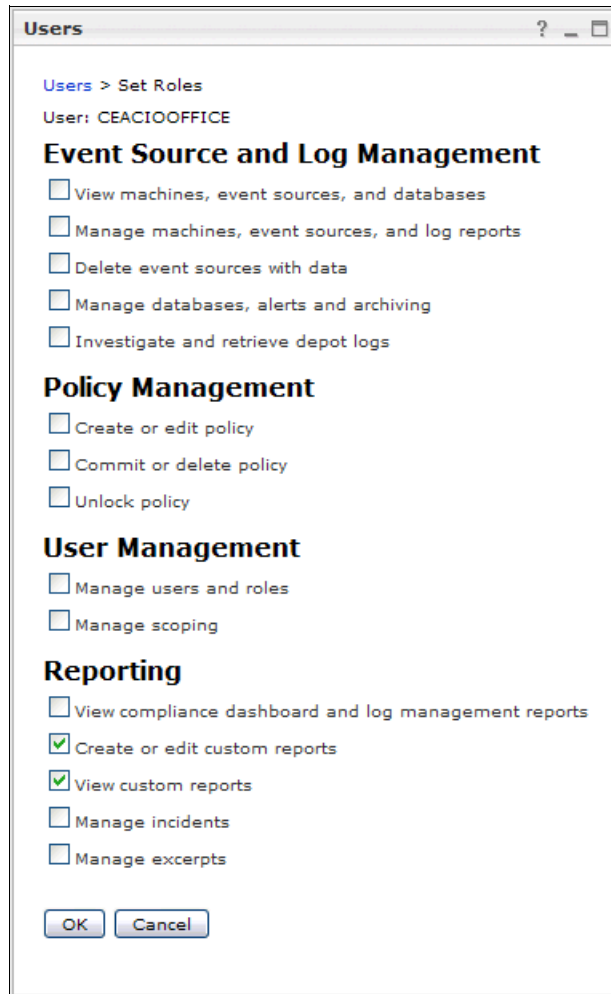 Users ? _
Users > Set Roles
User: CEACIOOFFICE
Event Source and Log Management
View machines, event sources, and databases
Manage machines, event sources, and log reports
Delete event sources with data
Manage databases, alerts and archiving
Investigate and retrieve depot logs
Policy Management
Create or edit policy
Commit or delete policy
Unlock policy
User Management
Manage users and roles
Manage scoping
Reporting
View compliance dashboard and log management reports
Create or edit custom reports
View custom reports
Manage incidents
Manage excerpts
OK Cancel